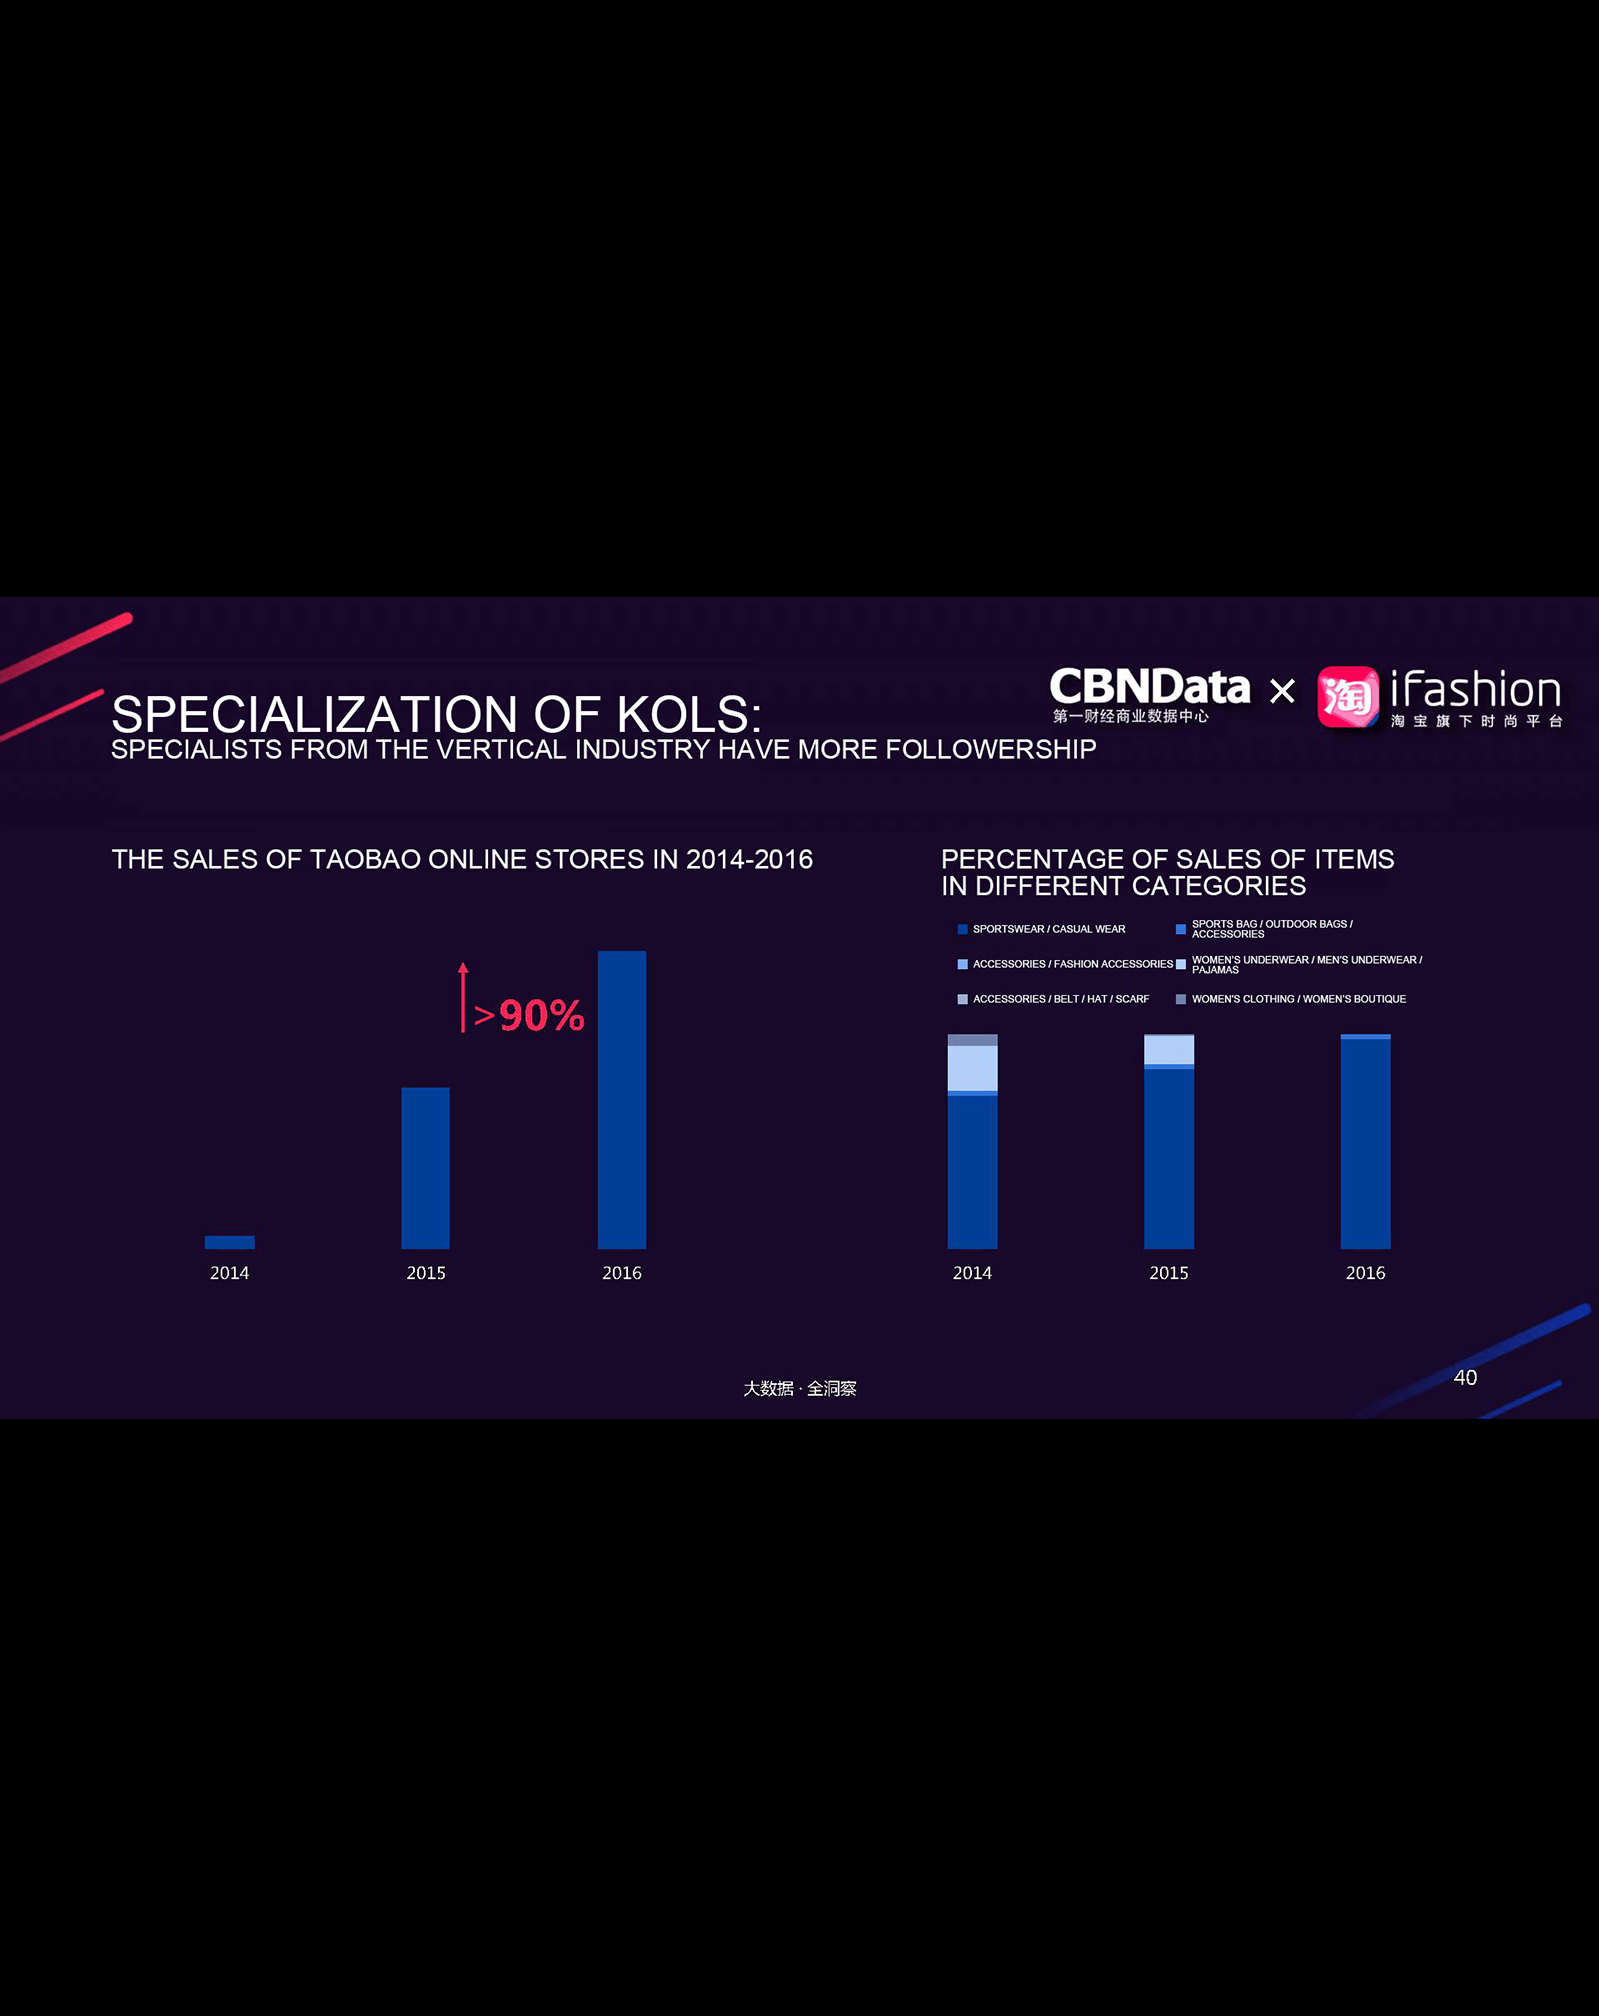 CBNData × 淘 iFashion
第一财经商业数据中心 淘宝旗下时尚平台
SPECIALIZATION OF KOLS:
SPECIALISTS FROM THE VERTICAL INDUSTRY HAVE MORE FOLLOWERSHIP
THE SALES OF TAOBAO ONLINE STORES IN 2014-2016
>90%
2014 2015 2016
PERCENTAGE OF SALES OF ITEMS
IN DIFFERENT CATEGORIES
SPORTSWEAR / CASUAL WEAR
SPORTS BAG / OUTDOOR BAGS /
ACCESSORIES
ACCESSORIES / FASHION ACCESSORIES
WOMEN'S UNDERWEAR / MEN'S UNDERWEAR /
PAJAMAS
ACCESSORIES / BELT / HAT / SCARF
WOMEN'S CLOTHING / WOMEN'S BOUTIQUE
2014 2015 2016
大数据·全洞察
40